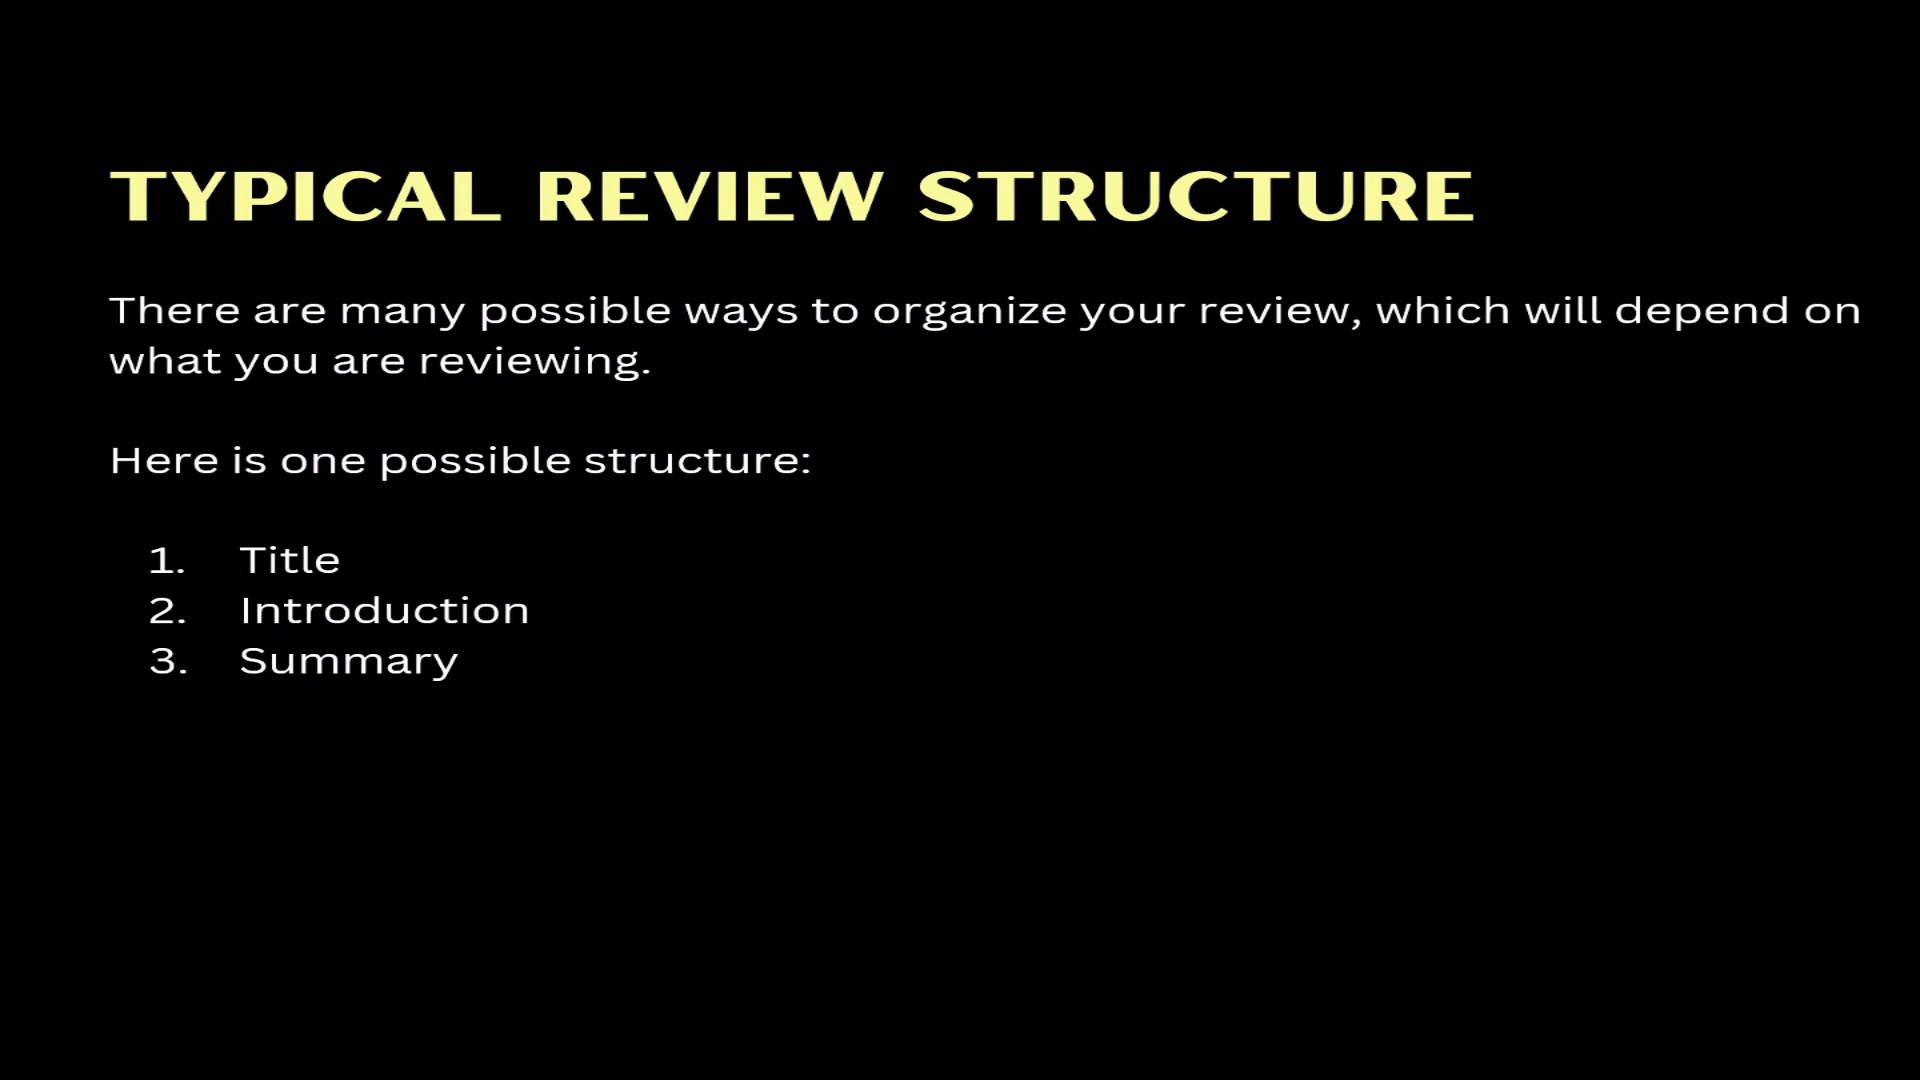 TYPICAL REVIEW STRUCTURE
There are many possible ways to organize your review, which will depend on
what you are reviewing.
Here is one possible structure:
1. Title
2. Introduction
3. Summary